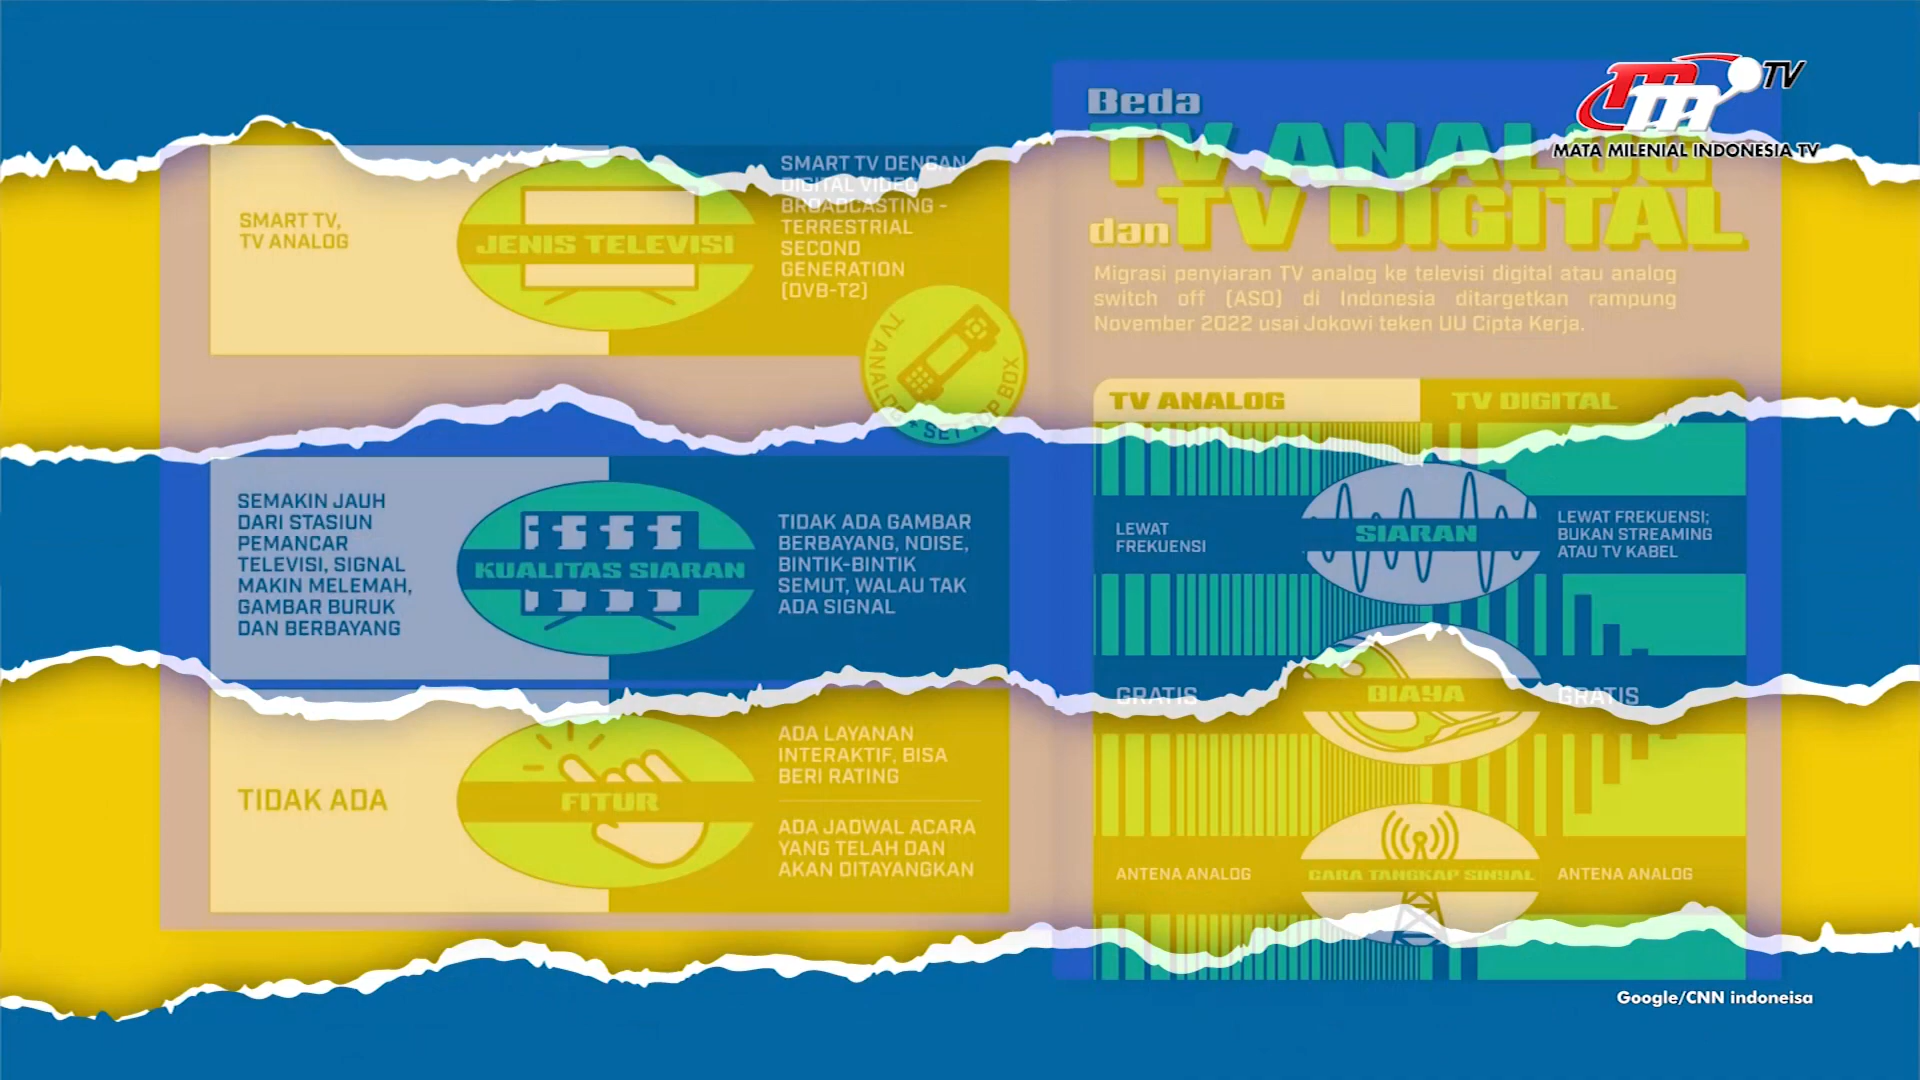 TV
MATA MILENIAL INDONESIA TV
SMART TV,
TV ANALOG
JENIS TELEVISI
SMART TV DENGAN
DIGITAL VIDEO
BROADCASTING -
TERRESTRIAL
SECOND
GENERATION
(DVB-T2)
TV ANALOG * SET TOP BOX
SEMAKIN JAUH
DARI STASIUN
PEMANCAR
TELEVISI, SIGNAL
MAKIN MELEMAH,
GAMBAR BURUK
DAN BERBAYANG
KUALITAS SIARAN
TIDAK ADA GAMBAR
BERBAYANG, NOISE,
BINTIK-BINTIK
SEMUT, WALAU TAK
ADA SIGNAL
TIDAK ADA
FITUR
ADA LAYANAN
INTERAKTIF, BISA
BERI RATING
ADA JADWAL ACARA
YANG TELAH DAN
AKAN DITAYANGKAN
Beda
TV ANALOG
dan TV DIGITAL
Migrasi penyiaran TV analog ke televisi digital atau analog
switch off (ASO) di Indonesia ditargetkan rampung
November 2022 usai Jokowi teken UU Cipta Kerja.
TV ANALOG
TV DIGITAL
LEWAT
FREKUENSI
SIARAN
LEWAT FREKUENSI;
BUKAN STREAMING
ATAU TV KABEL
GRATIS
BIAYA
GRATIS
ANTENA ANALOG
CARA TANGKAP SINYAL
ANTENA ANALOG
Google/CNN indoneisa